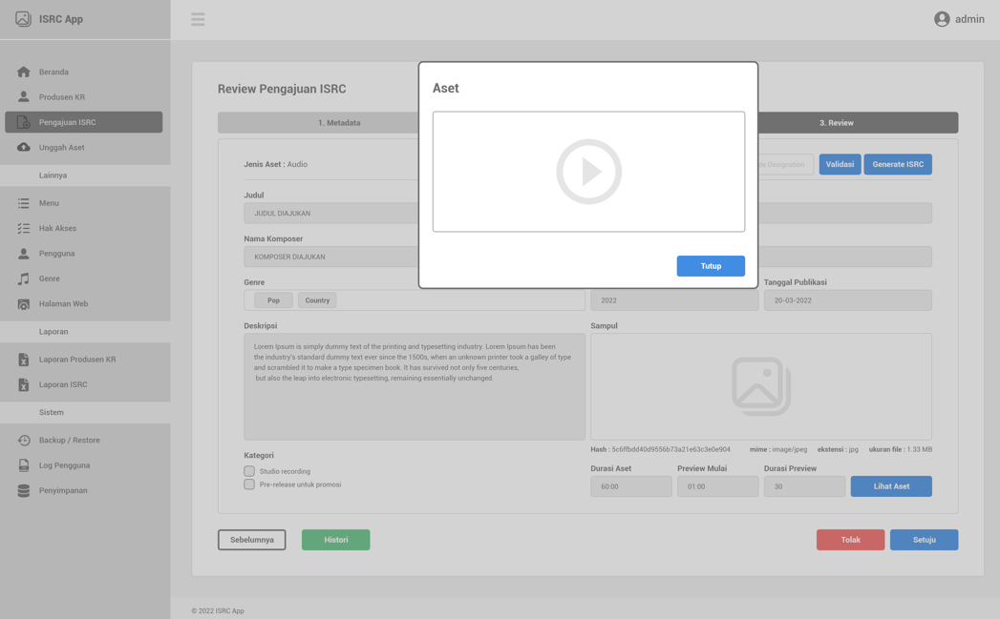 ISRC App
admin
Beranda
Produsen KR
Pengajuan ISRC
Unggah Aset
Lainnya
Menu
Hak Akses
Pengguna
Genre
Halaman Web
Laporan
Laporan Produsen KR
Laporan ISRC
Sistem
Backup / Restore
Log Pengguna
Penyimpanan
Review Pengajuan ISRC
1. Metadata
3. Review
Aset
Tutup
Jenis Aset : Audio
Designation
Validasi
Generate ISRC
Judul
JUDUL DIAJUKAN
Nama Komposer
KOMPOSER DIAJUKAN
Genre
Pop
Country
2022
Tanggal Publikasi
20-03-2022
Deskripsi
Lorem Ipsum is simply dummy text of the printing and typesetting industry. Lorem Ipsum has been
the industry's standard dummy text ever since the 1500s, when an unknown printer took a galley of type
and scrambled it to make a type specimen book. It has survived not only five centuries,
but also the leap into electronic typesetting, remaining essentially unchanged.
Sampul
Hash : 5c6ffbdd40d9556b73a21e63c3e0e904 mime : image/jpeg ekstensi : jpg ukuran file : 1.33 MB
Kategori
Studio recording
Pre-release untuk promosi
Durasi Aset
60:00
Preview Mulai
01:00
Durasi Preview
30
Lihat Aset
Sebelumnya
Histori
Tolak
Setuju
© 2022 ISRC App